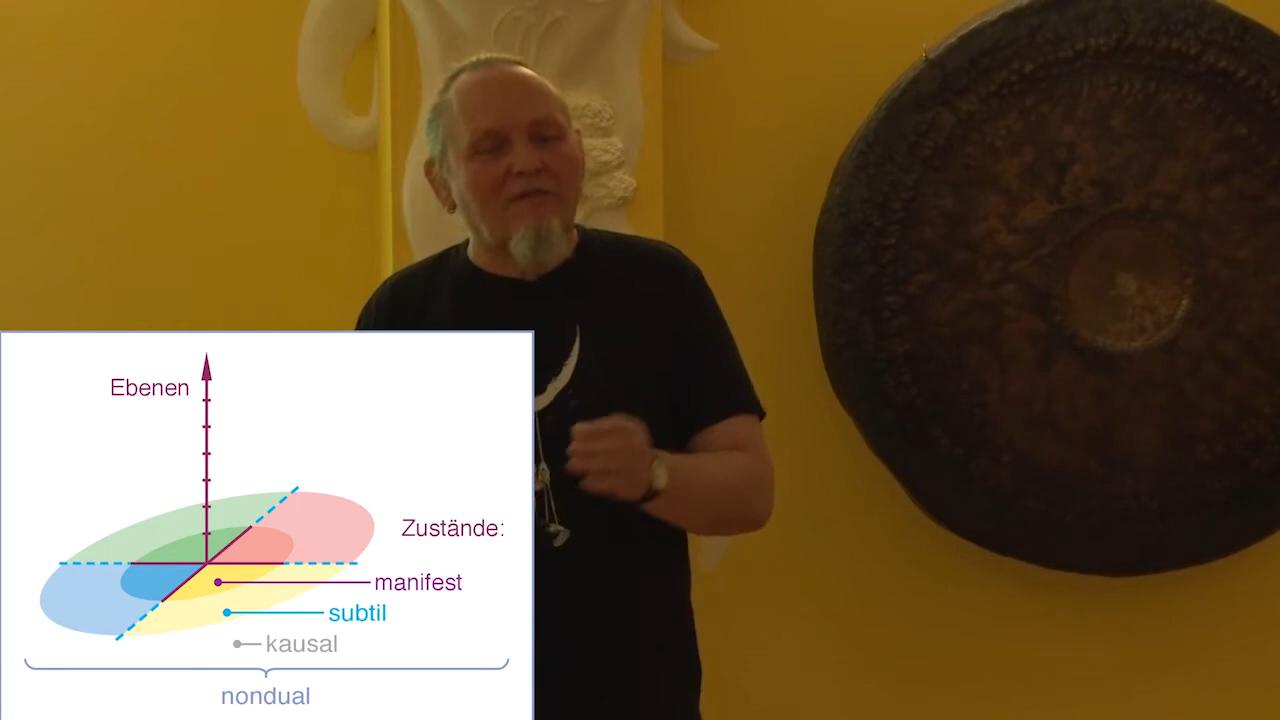 Ebenen
Zustände:
manifest
subtil
kausal
nondual